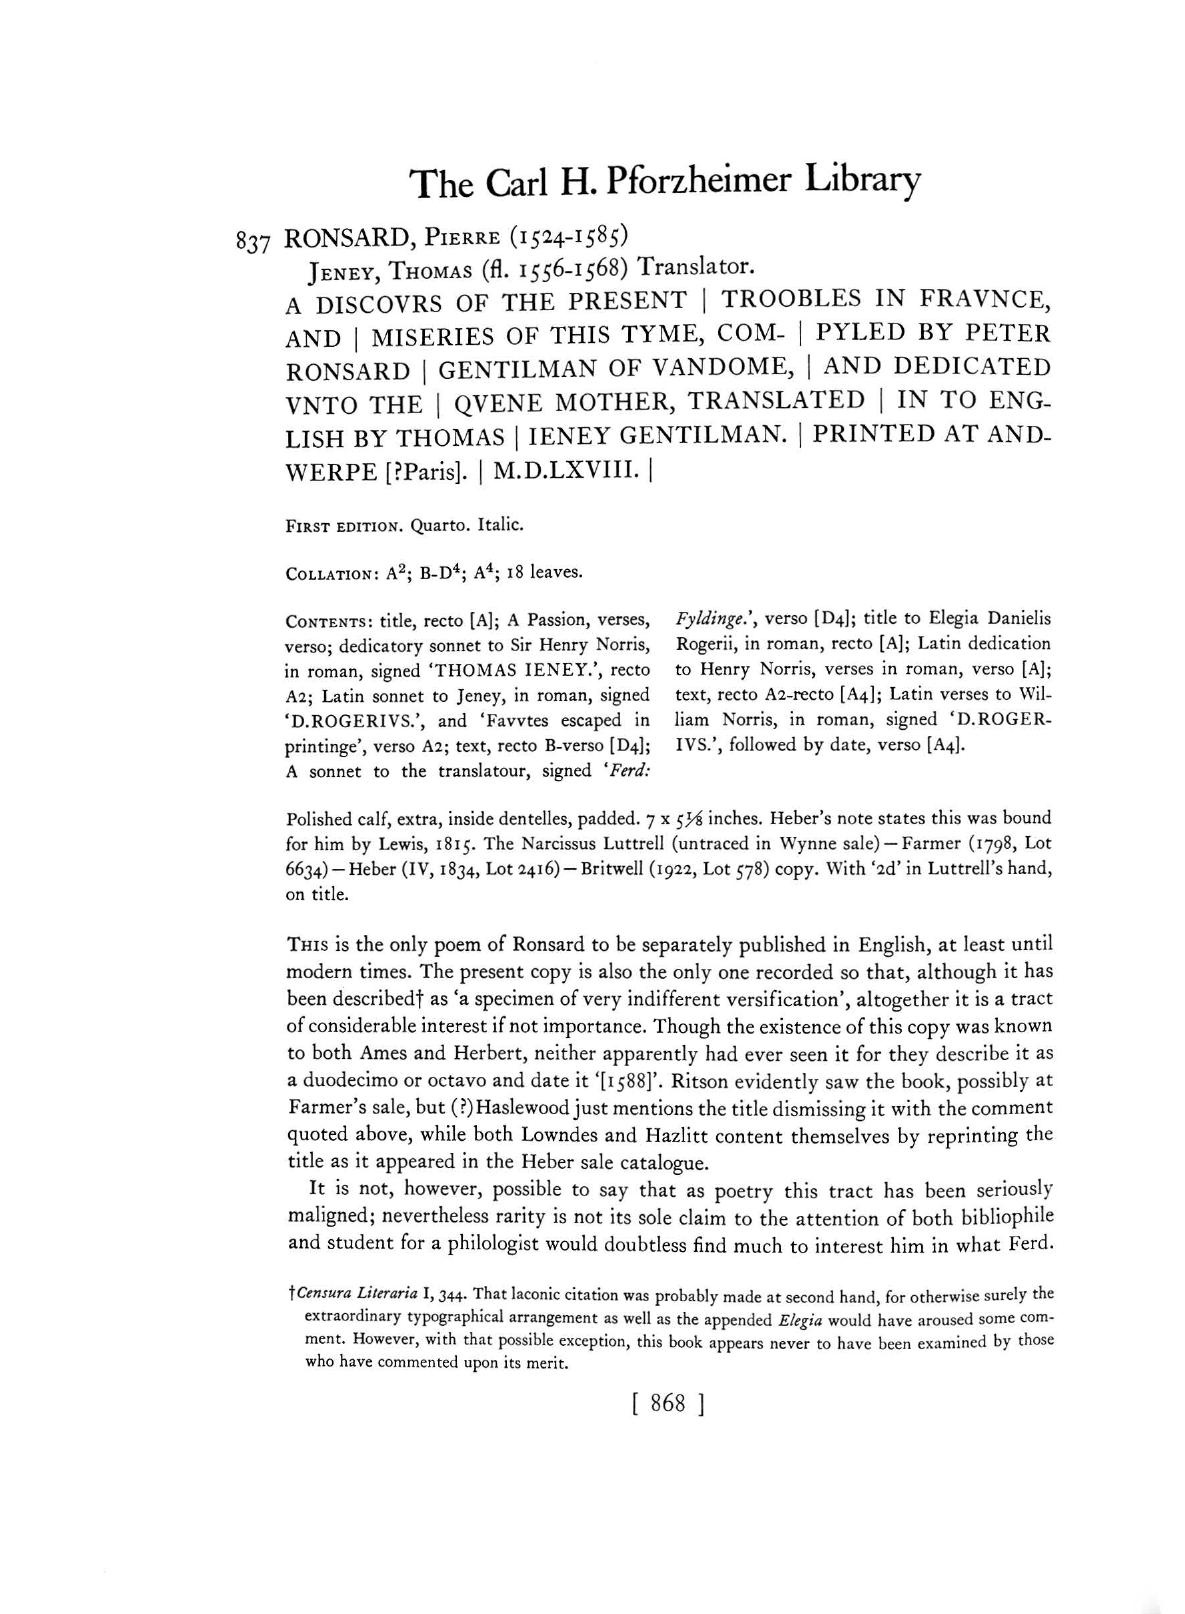 The Carl H. Pforzheimer Library
837 RONSARD, PIERRE (1524-1585)
JENEY, THOMAS (fl. 1556-1568) Translator.
A DISCOVRS OF THE PRESENT | TROOBLES IN FRAVNCE,
AND | MISERIES OF THIS TYME, COM- | PYLED BY PETER
RONSARD | GENTILMAN OF VANDOME, | AND DEDICATED
VNTO THE | QVENE MOTHER, TRANSLATED | IN TO ENG-
LISH BY THOMAS | IENEY GENTILMAN. | PRINTED AT AND-
WERPE [?Paris]. | M.D.LXVIII. |
FIRST EDITION. Quarto. Italic.
COLLATION: A²; B-D⁴; A⁴; 18 leaves.
CONTENTS: title, recto [A]; A Passion, verses,
verso; dedicatory sonnet to Sir Henry Norris,
in roman, signed ‘THOMAS IENEY.’, recto
A2; Latin sonnet to Jeney, in roman, signed
‘D.ROGERIVS.’, and ‘Favvtes escaped in
printinge’, verso A2; text, recto B-verso [D4];
A sonnet to the translatour, signed ‘Ferd:
Fyldinge.’, verso [D4]; title to Elegia Danielis
Rogerii, in roman, recto [A]; Latin dedication
to Henry Norris, verses in roman, verso [A];
text, recto A2-recto [A4]; Latin verses to Wil-
liam Norris, in roman, signed ‘D.ROGER-
IVS.’, followed by date, verso [A4].
Polished calf, extra, inside dentelles, padded. 7 x 5⅛ inches. Heber’s note states this was bound
for him by Lewis, 1815. The Narcissus Luttrell (untraced in Wynne sale)—Farmer (1798, Lot
6634)—Heber (IV, 1834, Lot 2416)—Britwell (1922, Lot 578) copy. With ‘2d’ in Luttrell’s hand,
on title.
THIS is the only poem of Ronsard to be separately published in English, at least until
modern times. The present copy is also the only one recorded so that, although it has
been described† as ‘a specimen of very indifferent versification’, altogether it is a tract
of considerable interest if not importance. Though the existence of this copy was known
to both Ames and Herbert, neither apparently had ever seen it for they describe it as
a duodecimo or octavo and date it ‘[1588]’. Ritson evidently saw the book, possibly at
Farmer’s sale, but (?)Haslewood just mentions the title dismissing it with the comment
quoted above, while both Lowndes and Hazlitt content themselves by reprinting the
title as it appeared in the Heber sale catalogue.
It is not, however, possible to say that as poetry this tract has been seriously
maligned; nevertheless rarity is not its sole claim to the attention of both bibliophile
and student for a philologist would doubtless find much to interest him in what Ferd.
†Censura Literaria I, 344. That laconic citation was probably made at second hand, for otherwise surely the
extraordinary typographical arrangement as well as the appended Elegia would have aroused some com-
ment. However, with that possible exception, this book appears never to have been examined by those
who have commented upon its merit.
[ 868 ]